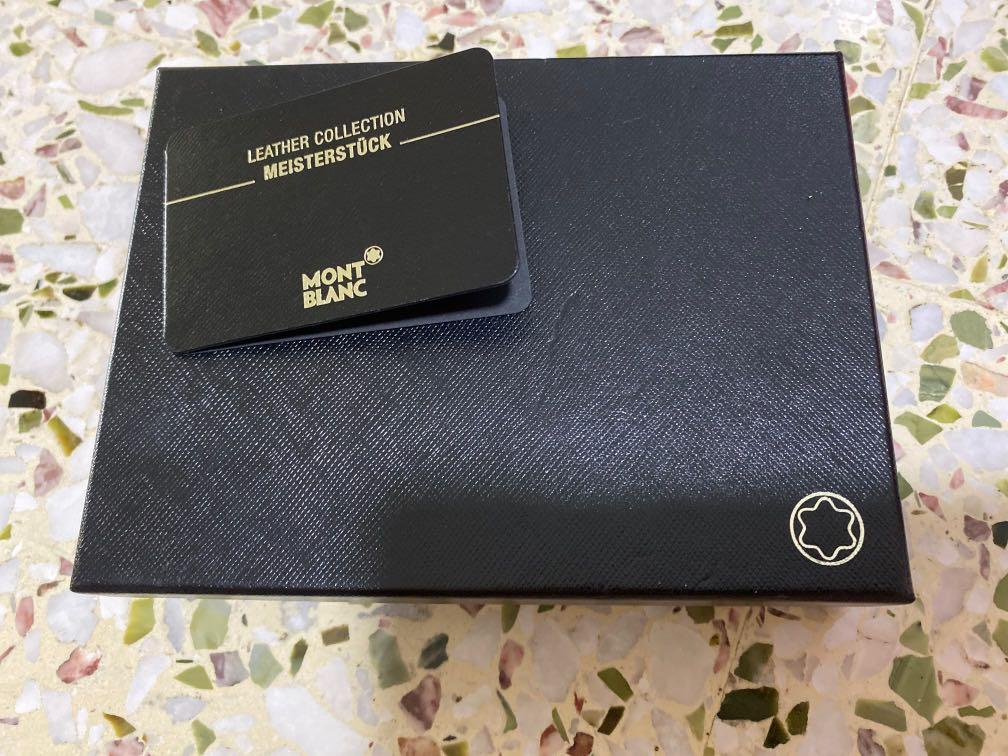 LEATHER COLLECTION
MEISTERSTÜCK
MONT
BLANC